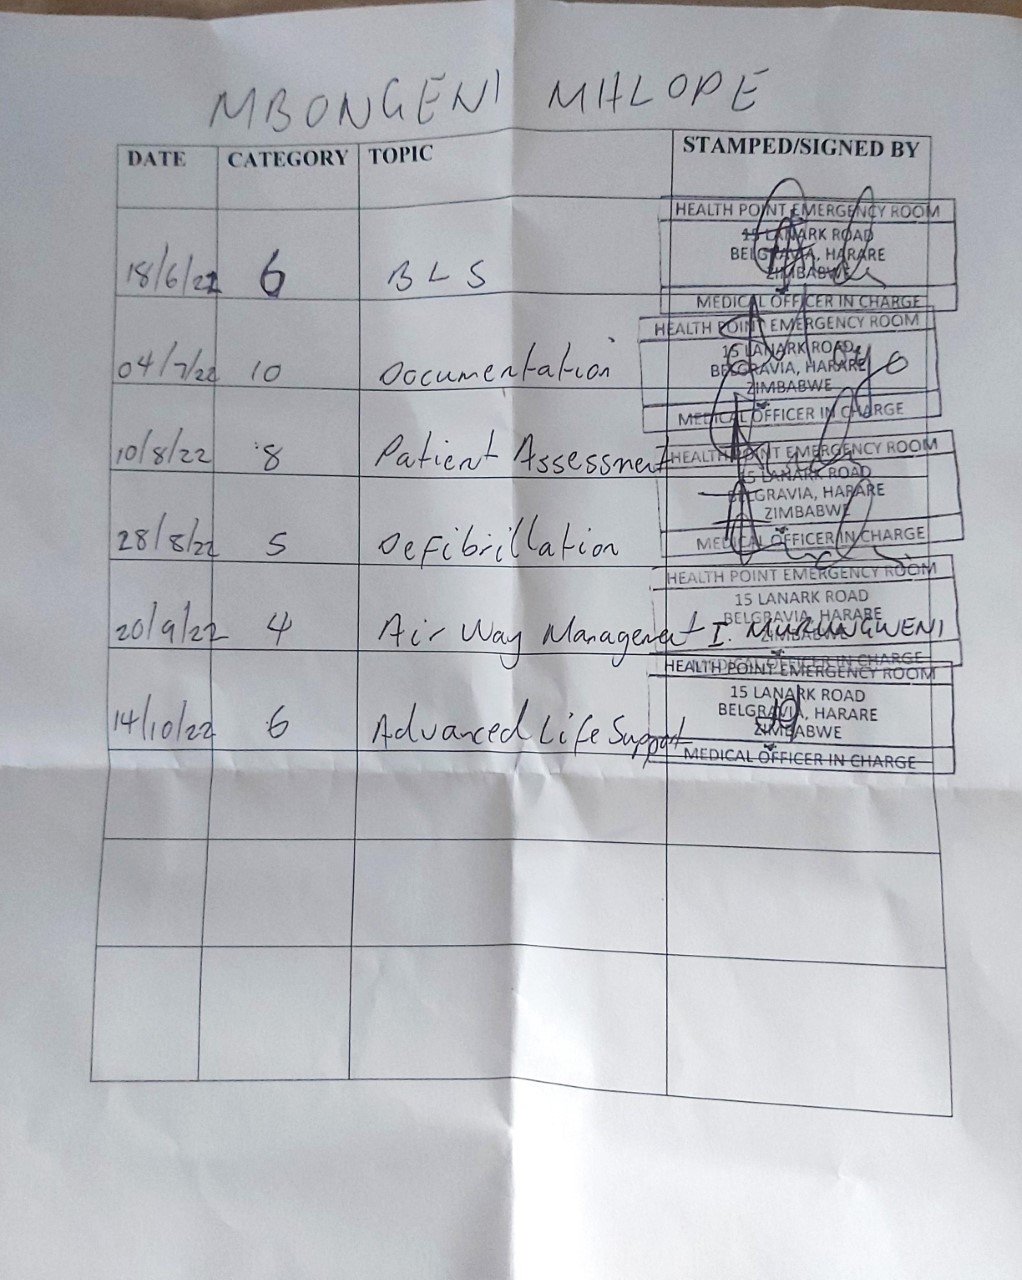 MBONGENI MHLOPE
DATE CATEGORY TOPIC STAMPED/SIGNED BY
HEALTH POINT EMERGENCY ROOM
15 LANARK ROAD
BELGRAVIA, HARARE
ZIMBABWE
MEDICAL OFFICER IN CHARGE
18/6/22 6 BLS
HEALTH POINT EMERGENCY ROOM
15 LANARK ROAD
BELGRAVIA, HARARE
ZIMBABWE
MEDICAL OFFICER IN CHARGE
04/7/22 10 Documentation
HEALTH POINT EMERGENCY ROOM
15 LANARK ROAD
BELGRAVIA, HARARE
ZIMBABWE
MEDICAL OFFICER IN CHARGE
10/8/22 8 Patient Assessment
28/8/22 5 Defibrillation
HEALTH POINT EMERGENCY ROOM
15 LANARK ROAD
BELGRAVIA, HARARE
ZIMBABWE
MEDICAL OFFICER IN CHARGE
20/9/22 4 Air Way Management I. MURUNGWENI
HEALTH POINT EMERGENCY ROOM
15 LANARK ROAD
BELGRAVIA, HARARE
ZIMBABWE
MEDICAL OFFICER IN CHARGE
14/10/22 6 Advanced Life Support